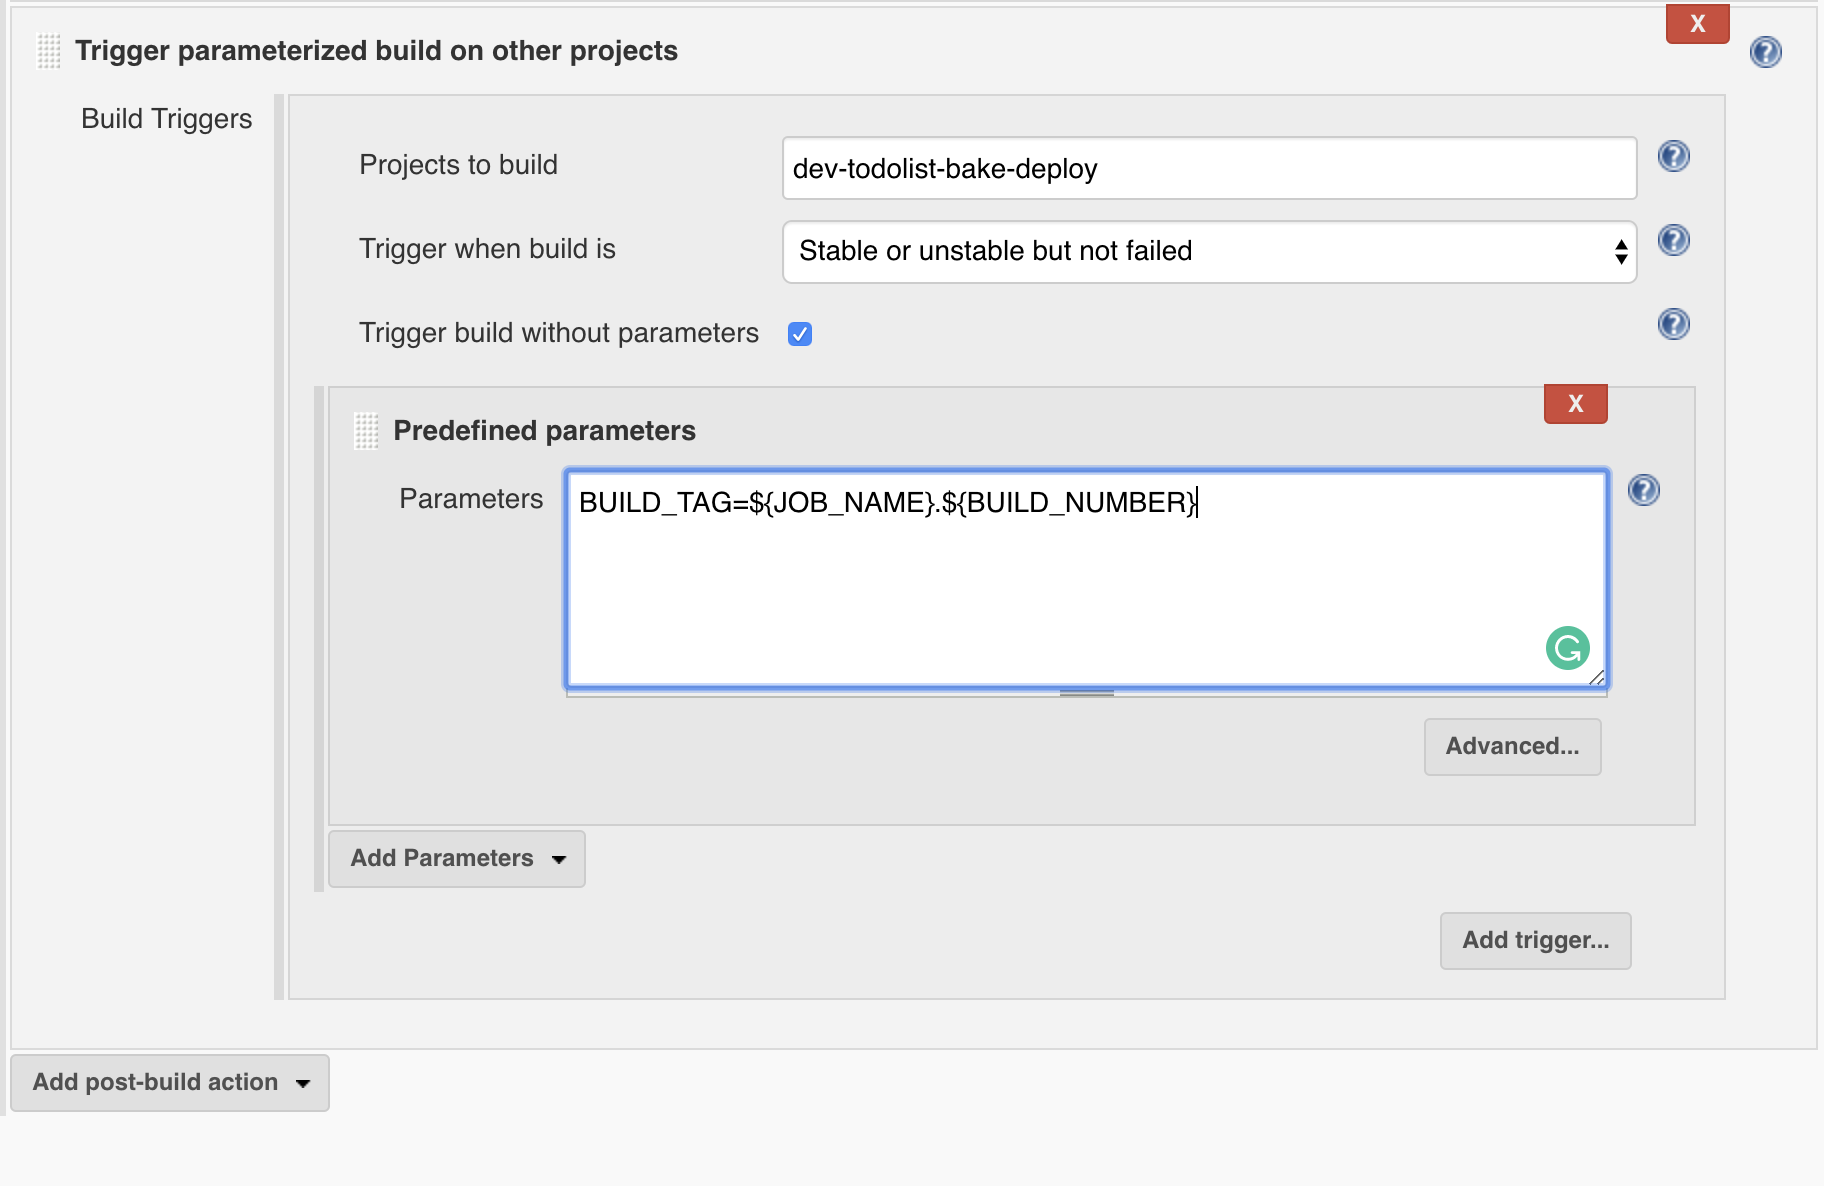 X
Trigger parameterized build on other projects
?
Build Triggers
Projects to build
dev-todolist-bake-deploy
?
Trigger when build is
Stable or unstable but not failed
?
Trigger build without parameters
?
X
Predefined parameters
Parameters
BUILD_TAG=${JOB_NAME}.${BUILD_NUMBER}
?
G
Advanced...
Add Parameters
Add trigger...
Add post-build action